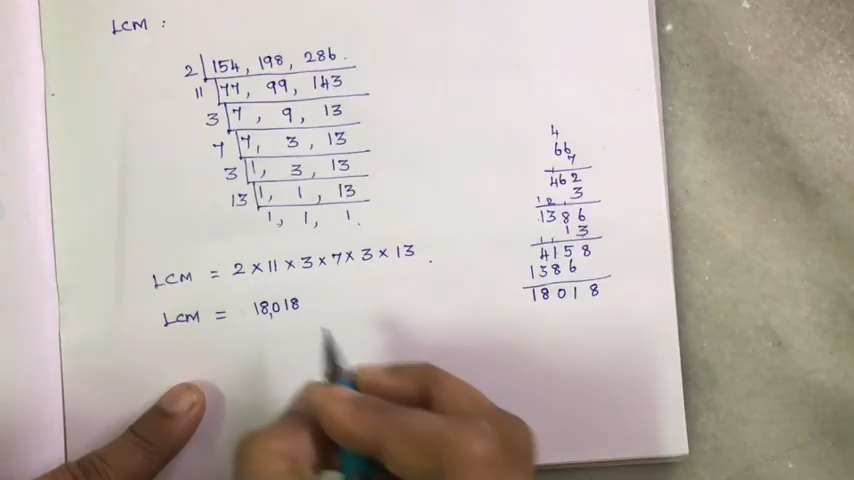 LCM :
2 154, 198, 286.
11 77, 99, 143
3 7, 9, 13
7 7, 3, 13
3 1, 3, 13
13 1, 1, 13
1, 1, 1.
LCM = 2 × 11 × 3 × 7 × 3 × 13.
LCM = 18,018
4
66
7
462
3
1386
13
4158
1386
18018